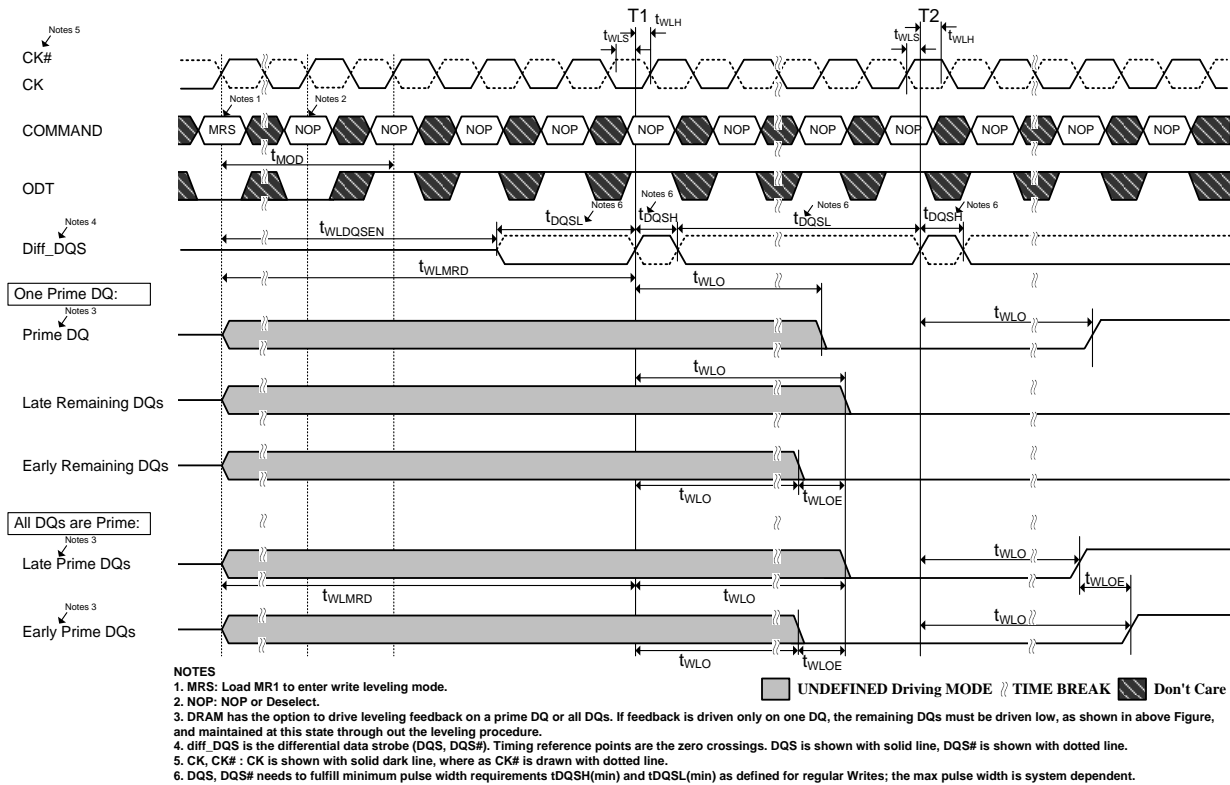 T1 T2
tWLS tWLH tWLS tWLH
Notes 5
CK#
CK
Notes 1 Notes 2
COMMAND MRS NOP NOP NOP NOP NOP NOP NOP NOP NOP NOP
tMOD
ODT
Notes 6 Notes 6 Notes 6 Notes 6
tDQSL tDQSH tDQSL tDQSH
Notes 4
Diff_DQS tWLDQSEN
tWLMRD tWLO
One Prime DQ:
Notes 3
Prime DQ tWLO
tWLO
Late Remaining DQs
Early Remaining DQs
tWLO tWLOE
All DQs are Prime:
Notes 3
Late Prime DQs tWLO
tWLMRD tWLO tWLOE
Notes 3
Early Prime DQs tWLO
tWLO tWLOE
NOTES
UNDEFINED Driving MODE TIME BREAK Don't Care
1. MRS: Load MR1 to enter write leveling mode.
2. NOP: NOP or Deselect.
3. DRAM has the option to drive leveling feedback on a prime DQ or all DQs. If feedback is driven only on one DQ, the remaining DQs must be driven low, as shown in above Figure,
and maintained at this state through out the leveling procedure.
4. diff_DQS is the differential data strobe (DQS, DQS#). Timing reference points are the zero crossings. DQS is shown with solid line, DQS# is shown with dotted line.
5. CK, CK# : CK is shown with solid dark line, where as CK# is drawn with dotted line.
6. DQS, DQS# needs to fulfill minimum pulse width requirements tDQSH(min) and tDQSL(min) as defined for regular Writes; the max pulse width is system dependent.